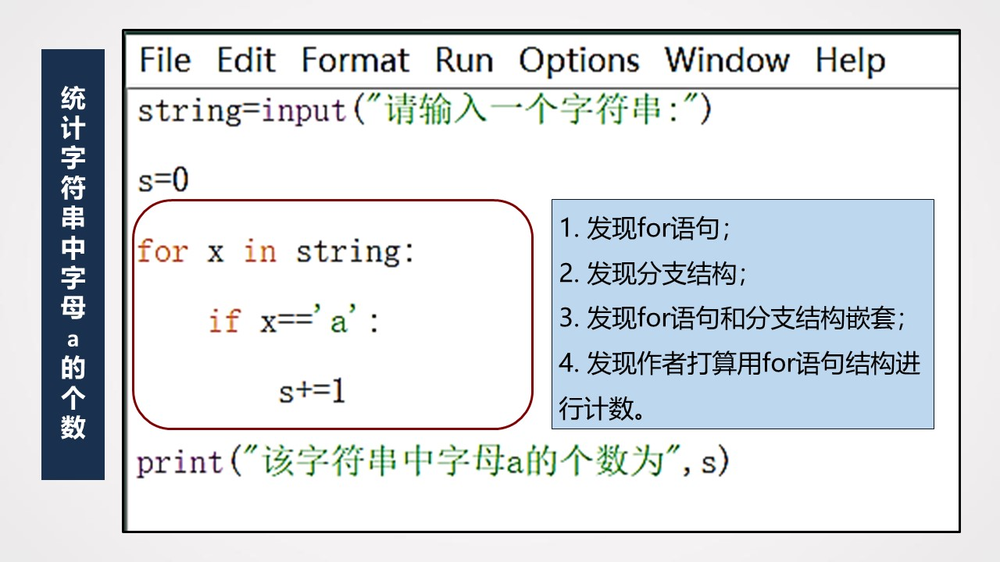 统计字符串中字母a的个数
File Edit Format Run Options Window Help
string=input("请输入一个字符串:")
s=0
for x in string:
if x=='a':
s+=1
print("该字符串中字母a的个数为",s)
1. 发现for语句；
2. 发现分支结构；
3. 发现for语句和分支结构嵌套；
4. 发现作者打算用for语句结构进
行计数。